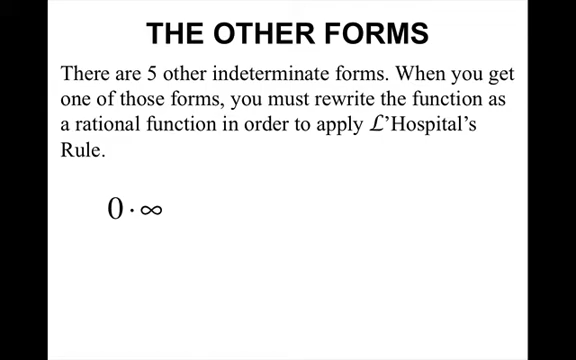 THE OTHER FORMS
There are 5 other indeterminate forms. When you get
one of those forms, you must rewrite the function as
a rational function in order to apply ℒ’Hospital’s
Rule.
0 · ∞